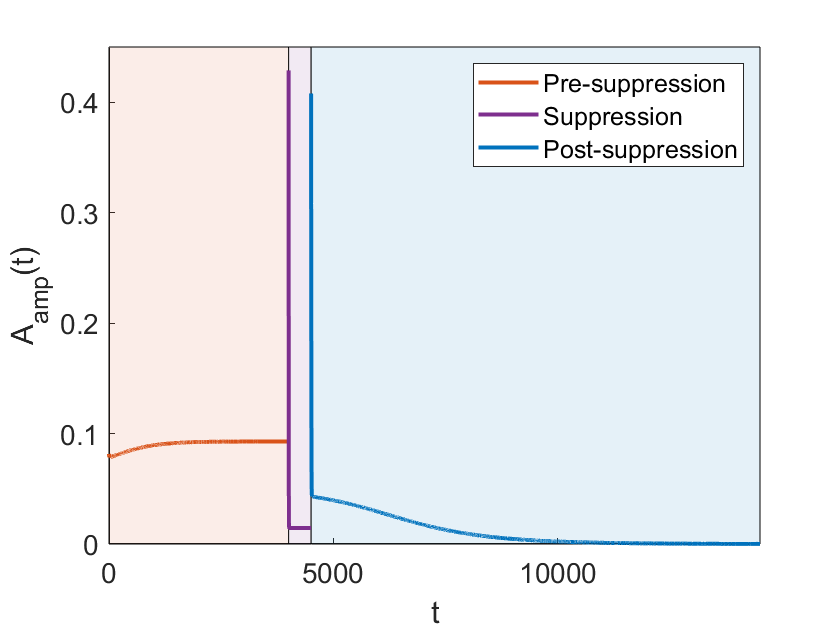 Pre-suppression
Suppression
Post-suppression
0.4
0.3
0.2
0.1
0
A_amp(t)
0 5000 10000
t